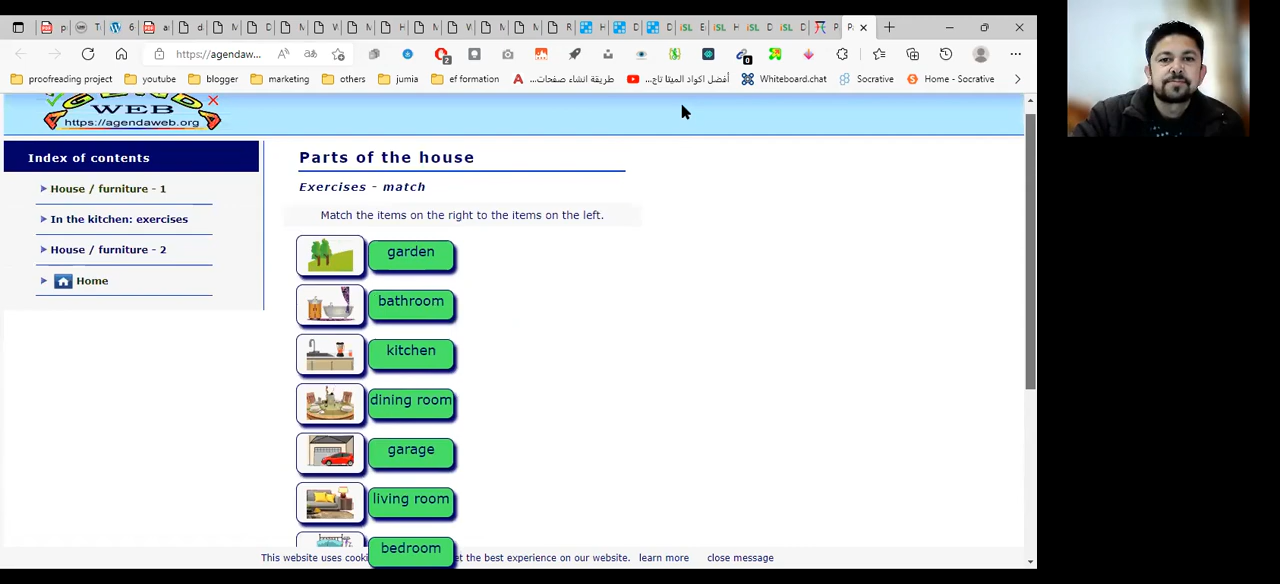 https://agendaw...
proofreading project
youtube
blogger
marketing
others
jumia
ef formation
طريقة انشاء صفحات...
أفضل اكواد الميتا تاج...
Whiteboard.chat
Socrative
Home - Socrative
WEB
https://agendaweb.org
Index of contents
House / furniture - 1
In the kitchen: exercises
House / furniture - 2
Home
Parts of the house
Exercises - match
Match the items on the right to the items on the left.
garden
bathroom
kitchen
dining room
garage
living room
bedroom
This website uses cooki
et the best experience on our website. learn more close message